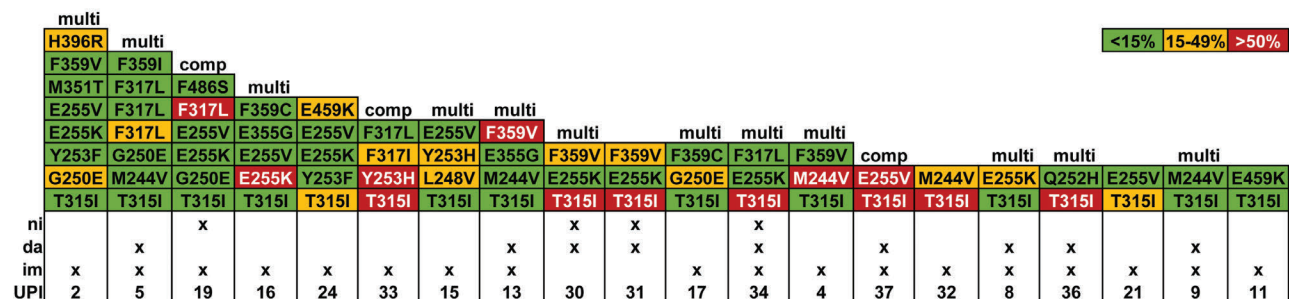 multi
H396R multi <15% 15-49% >50%
F359V F359I comp
M351T F317L F486S multi
E255V F317L F317L F359C E459K comp multi multi
E255K F317L E255V E355G E255V F317L E255V F359V multi multi multi multi
Y253F G250E E255K E255V E255K F317I Y253H E355G F359V F359V F359C F317L F359V comp multi multi multi
G250E M244V G250E E255K Y253F Y253H L248V M244V E255K E255K G250E E255K M244V E255V M244V E255K Q252H E255V M244V E459K
T315I T315I T315I T315I T315I T315I T315I T315I T315I T315I T315I T315I T315I T315I T315I T315I T315I T315I T315I T315I
ni x x x x
da x x x x x x x x x
im x x x x x x x x x x x x x x x x x x
UPI 2 5 19 16 24 33 15 13 30 31 17 34 4 37 32 8 36 21 9 11